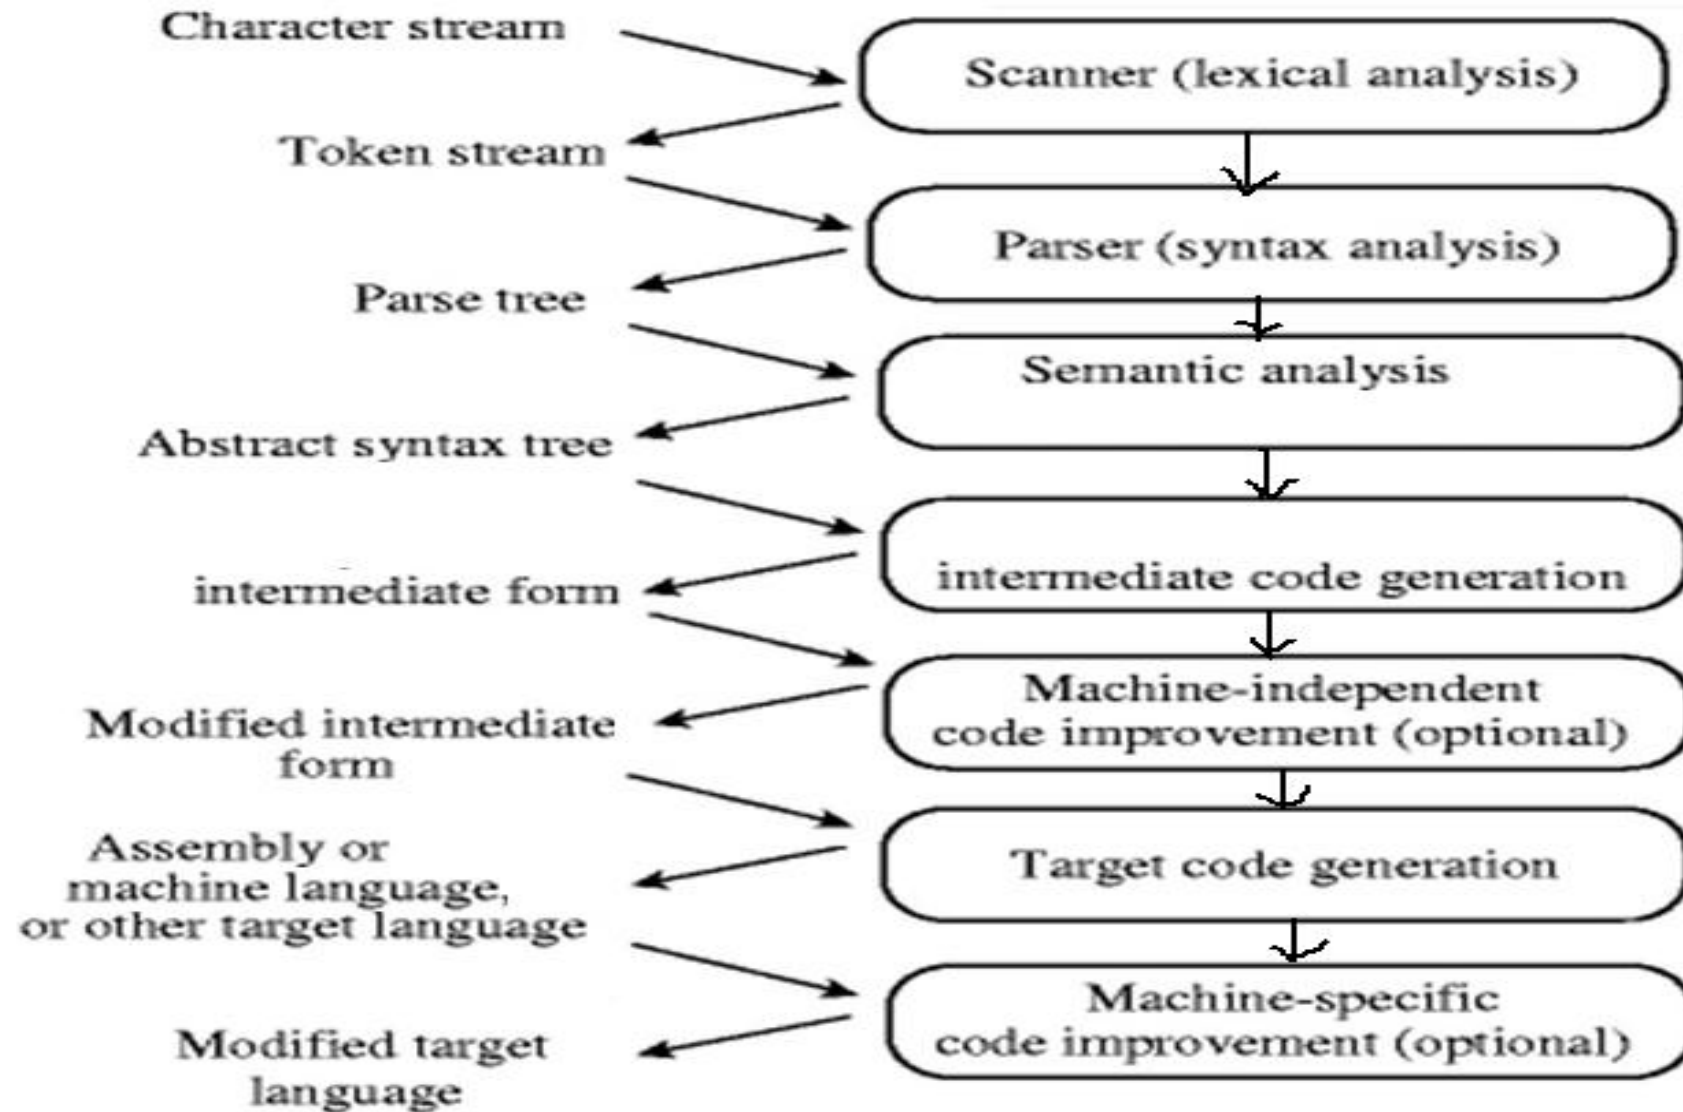 Character stream
Scanner (lexical analysis)
Token stream
Parser (syntax analysis)
Parse tree
Semantic analysis
Abstract syntax tree
intermediate code generation
intermediate form
Machine-independent
code improvement (optional)
Modified intermediate
form
Target code generation
Assembly or
machine language,
or other target language
Machine-specific
code improvement (optional)
Modified target
language